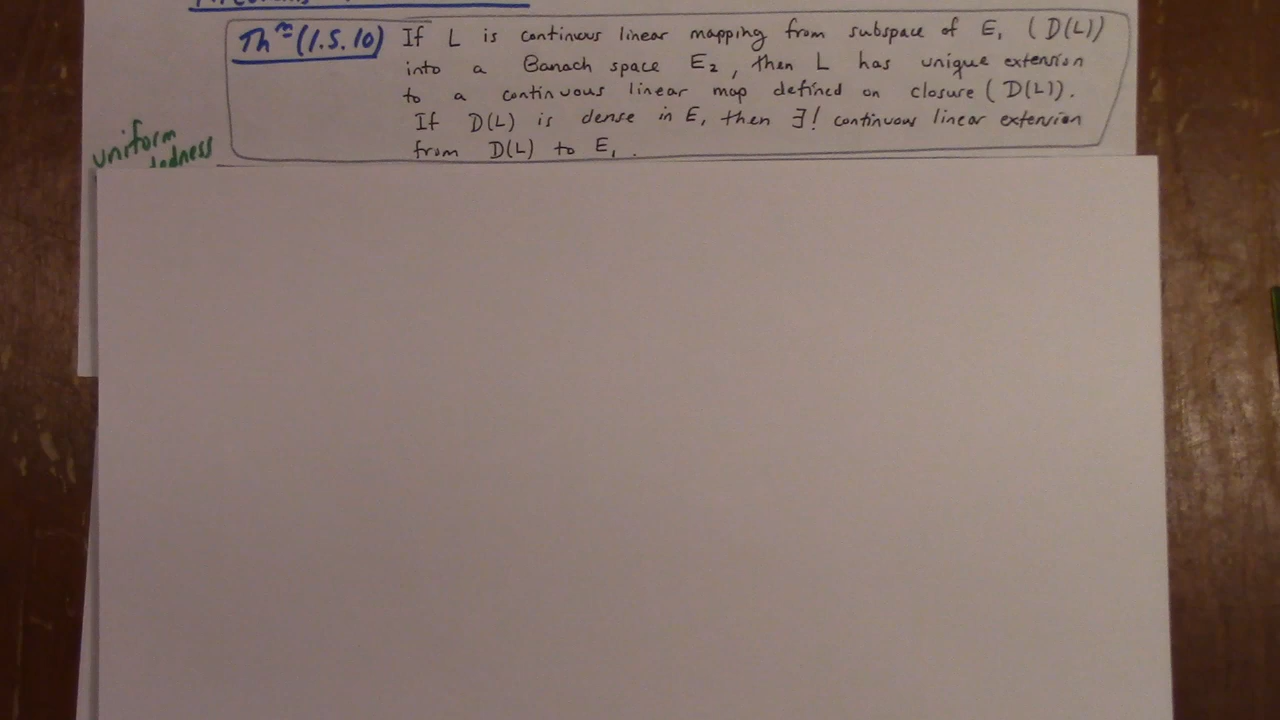 Thᵐ (1.5.10) If L is continous linear mapping from subspace of E₁ (D(L))
into a Banach space E₂, then L has unique extension
to a continuous linear map defined on closure (D(L)).
If D(L) is dense in E, then ∃! continuous linear extension
from D(L) to E₁.
uniform